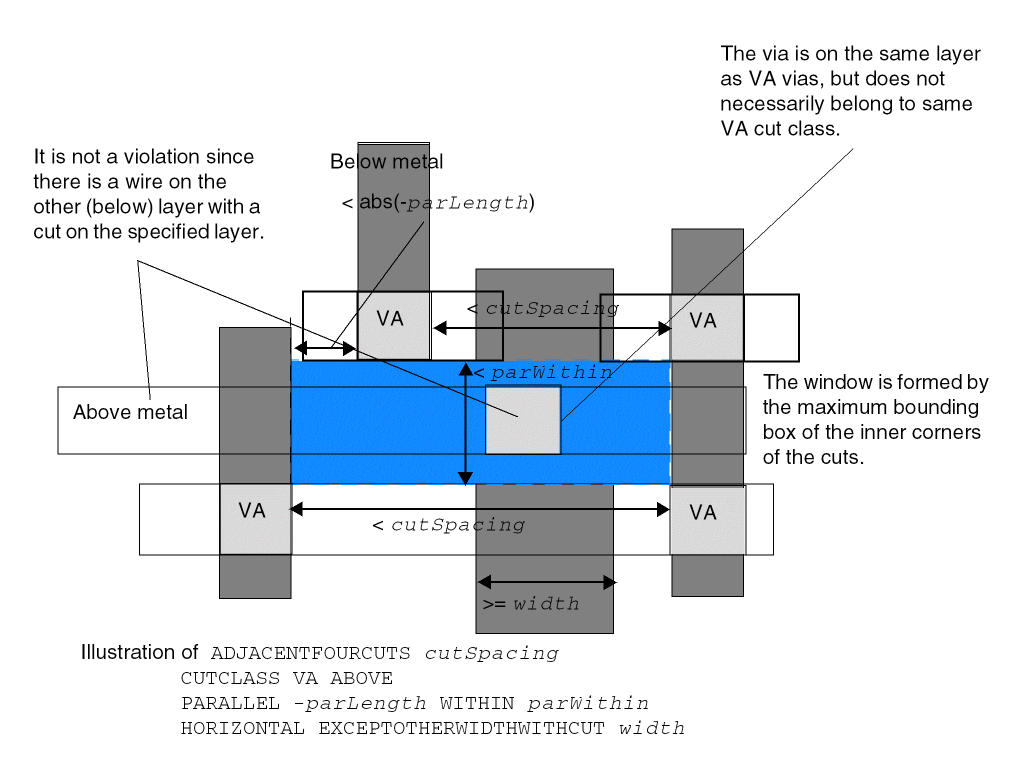 The via is on the same layer
as VA vias, but does not
necessarily belong to same
VA cut class.
It is not a violation since
there is a wire on the
other (below) layer with a
cut on the specified layer.
Below metal
< abs(-parLength)
VA
< cutSpacing
VA
< parWithin
Above metal
The window is formed by
the maximum bounding
box of the inner corners
of the cuts.
VA
< cutSpacing
VA
>= width
Illustration of ADJACENTFOURCUTS cutSpacing
CUTCLASS VA ABOVE
PARALLEL -parLength WITHIN parWithin
HORIZONTAL EXCEPTOTHERWIDTHWITHCUT width